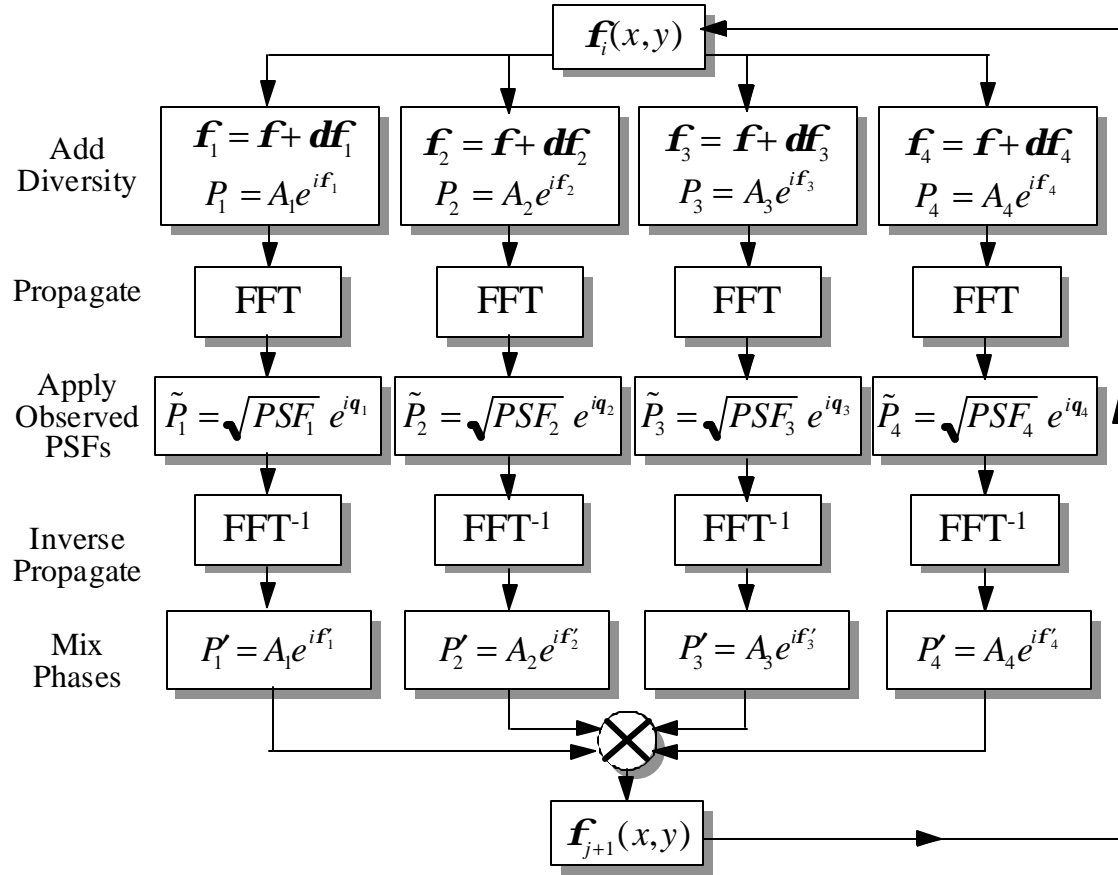 f_i(x,y)
Add
Diversity
f_1 = f + df_1
P_1 = A_1e^{if_1}
f_2 = f + df_2
P_2 = A_2e^{if_2}
f_3 = f + df_3
P_3 = A_3e^{if_3}
f_4 = f + df_4
P_4 = A_4e^{if_4}
Propagate
FFT
FFT
FFT
FFT
Apply
Observed
PSFs
P̃_1 = √PSF_1 e^{iq_1}
P̃_2 = √PSF_2 e^{iq_2}
P̃_3 = √PSF_3 e^{iq_3}
P̃_4 = √PSF_4 e^{iq_4}
Inverse
Propagate
FFT^{-1}
FFT^{-1}
FFT^{-1}
FFT^{-1}
Mix
Phases
P′_1 = A_1e^{if′_1}
P′_2 = A_2e^{if′_2}
P′_3 = A_3e^{if′_3}
P′_4 = A_4e^{if′_4}
f_{j+1}(x,y)